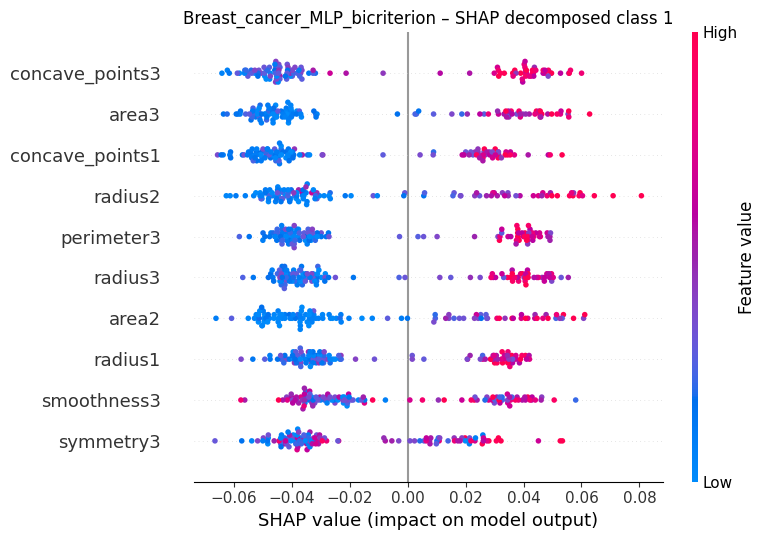 Breast_cancer_MLP_bicriterion – SHAP decomposed class 1
High
concave_points3
area3
concave_points1
radius2
perimeter3
radius3
area2
radius1
smoothness3
symmetry3
Feature value
Low
−0.06 −0.04 −0.02 0.00 0.02 0.04 0.06 0.08
SHAP value (impact on model output)